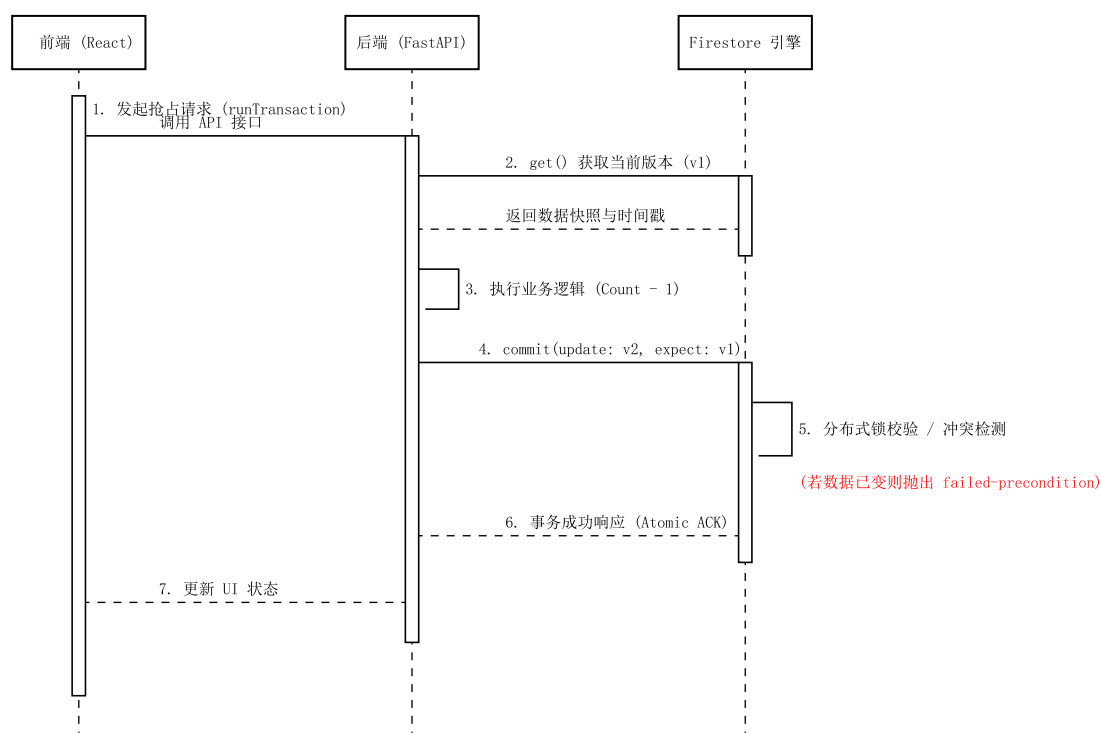 前端 (React)
后端 (FastAPI)
Firestore 引擎
1. 发起抢占请求 (runTransaction)
调用 API 接口
2. get() 获取当前版本 (v1)
返回数据快照与时间戳
3. 执行业务逻辑 (Count - 1)
4. commit(update: v2, expect: v1)
5. 分布式锁校验 / 冲突检测
(若数据已变则抛出 failed-precondition)
6. 事务成功响应 (Atomic ACK)
7. 更新 UI 状态